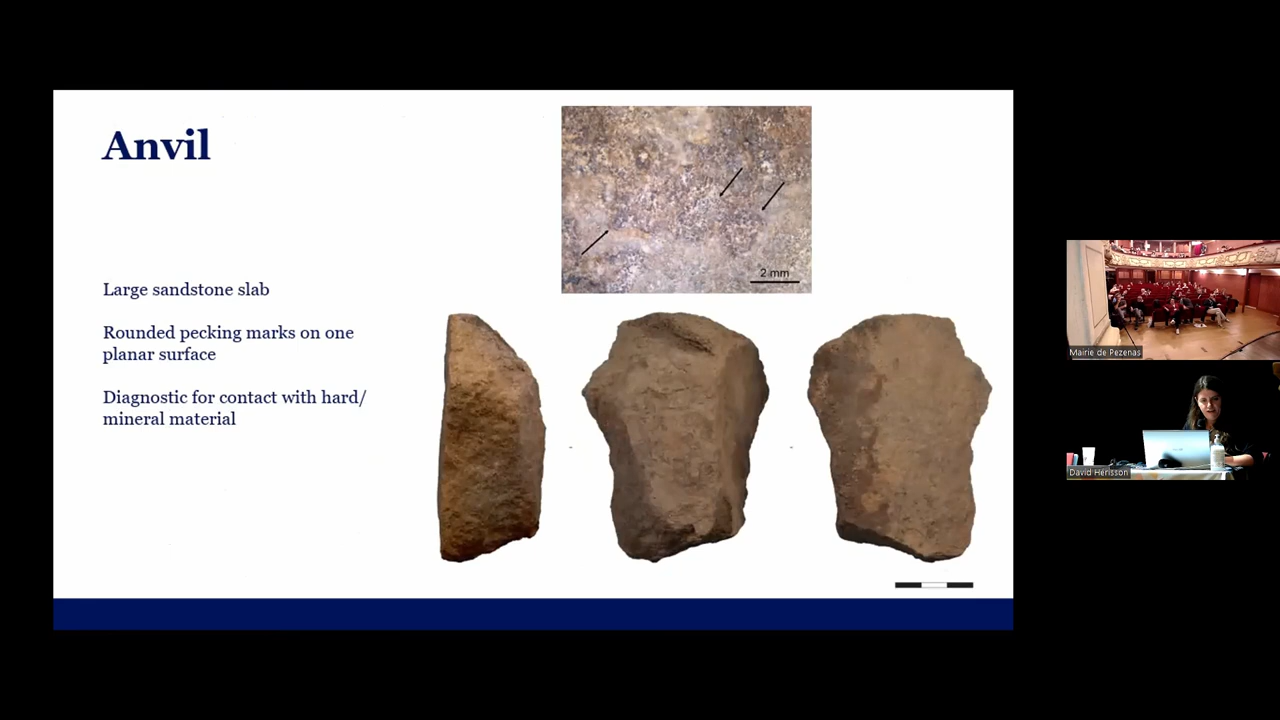 Anvil
2 mm
Large sandstone slab
Rounded pecking marks on one
planar surface
Diagnostic for contact with hard/
mineral material
Mairie de Pezenas
David Hérisson